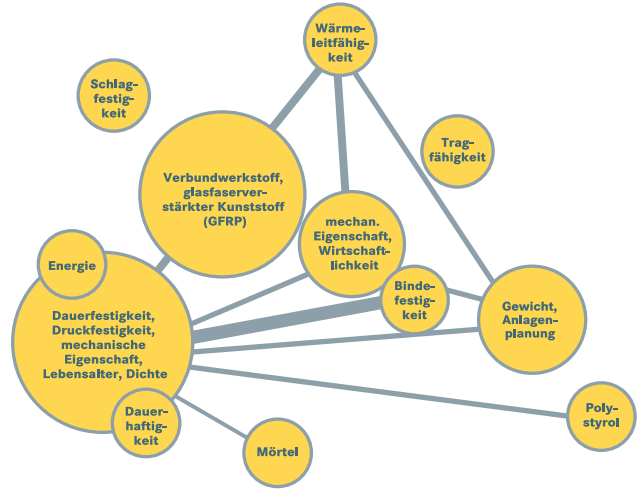 Wärme-
leitfähig-
keit
Schlag-
festig-
keit
Trag-
fähigkeit
Verbundwerkstoff,
glasfaserver-
stärkter Kunststoff
(GFRP)
mechan.
Eigenschaft,
Wirtschaft-
lichkeit
Energie
Binde-
festig-
keit
Gewicht,
Anlagen-
planung
Dauerfestigkeit,
Druckfestigkeit,
mechanische
Eigenschaft,
Lebensalter, Dichte
Dauer-
haftig-
keit
Mörtel
Poly-
styrol